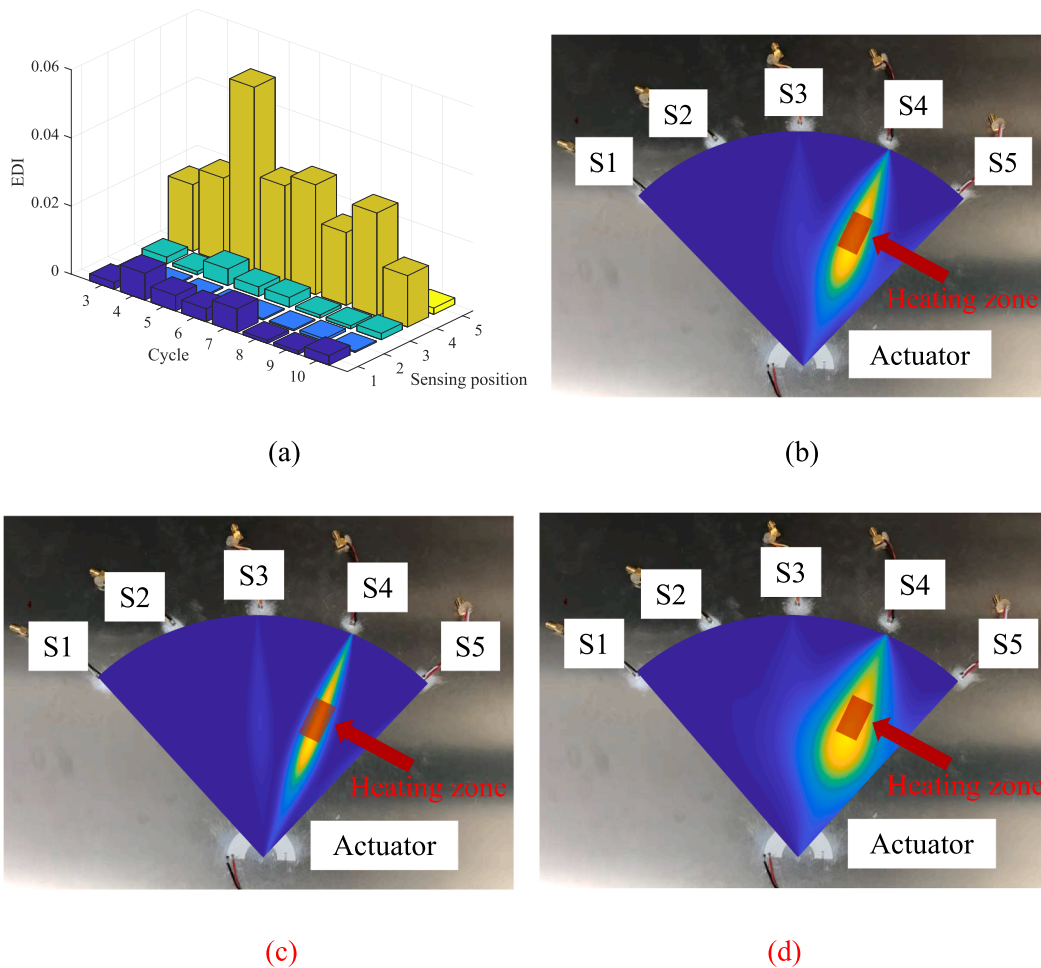 0.06
0.04
0.02
0
EDI
3
4
5
6
7
8
9
10
Cycle
1
2
3
4
5
Sensing position
(a)
S1
S2
S3
S4
S5
Heating zone
Actuator
(b)
S1
S2
S3
S4
S5
Heating zone
Actuator
(c)
S1
S2
S3
S4
S5
Heating zone
Actuator
(d)